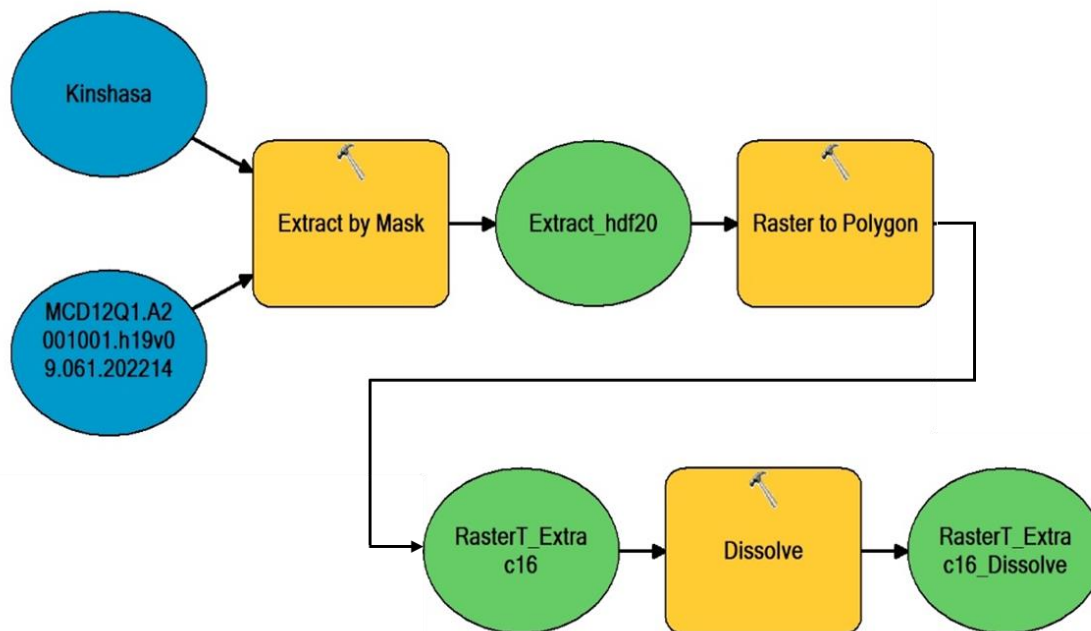 Kinshasa
MCD12Q1.A2
001001.h19v0
9.061.202214
Extract by Mask
Extract_hdf20
Raster to Polygon
RasterT_Extra
c16
Dissolve
RasterT_Extra
c16_Dissolve